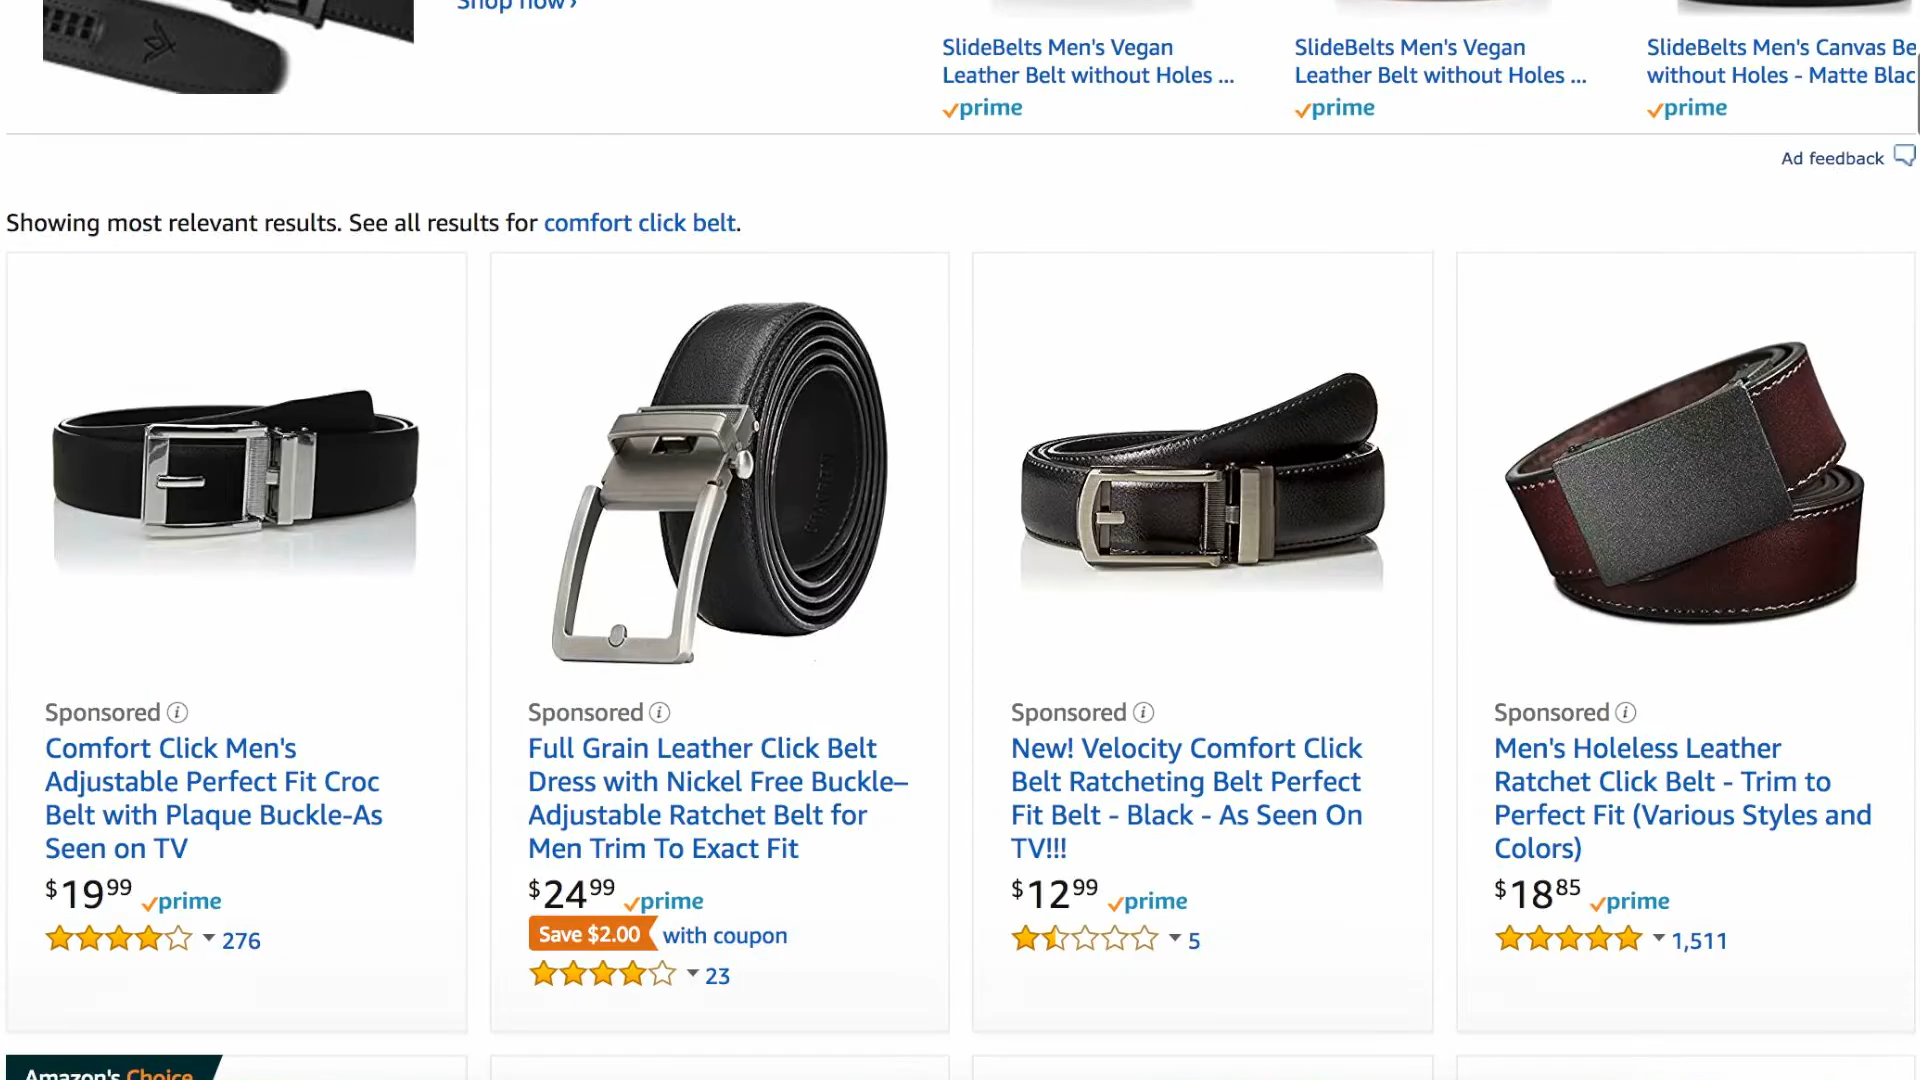 Shop now ›
SlideBelts Men's Vegan
Leather Belt without Holes ...
prime
SlideBelts Men's Vegan
Leather Belt without Holes ...
prime
SlideBelts Men's Canvas Be
without Holes - Matte Blac
prime
Ad feedback
Showing most relevant results. See all results for comfort click belt.
Sponsored
Comfort Click Men's
Adjustable Perfect Fit Croc
Belt with Plaque Buckle-As
Seen on TV
$19.99 prime
276
Sponsored
Full Grain Leather Click Belt
Dress with Nickel Free Buckle–
Adjustable Ratchet Belt for
Men Trim To Exact Fit
$24.99 prime
Save $2.00 with coupon
23
Sponsored
New! Velocity Comfort Click
Belt Ratcheting Belt Perfect
Fit Belt - Black - As Seen On
TV!!!
$12.99 prime
5
Sponsored
Men's Holeless Leather
Ratchet Click Belt - Trim to
Perfect Fit (Various Styles and
Colors)
$18.85 prime
1,511
Amazon's Choice